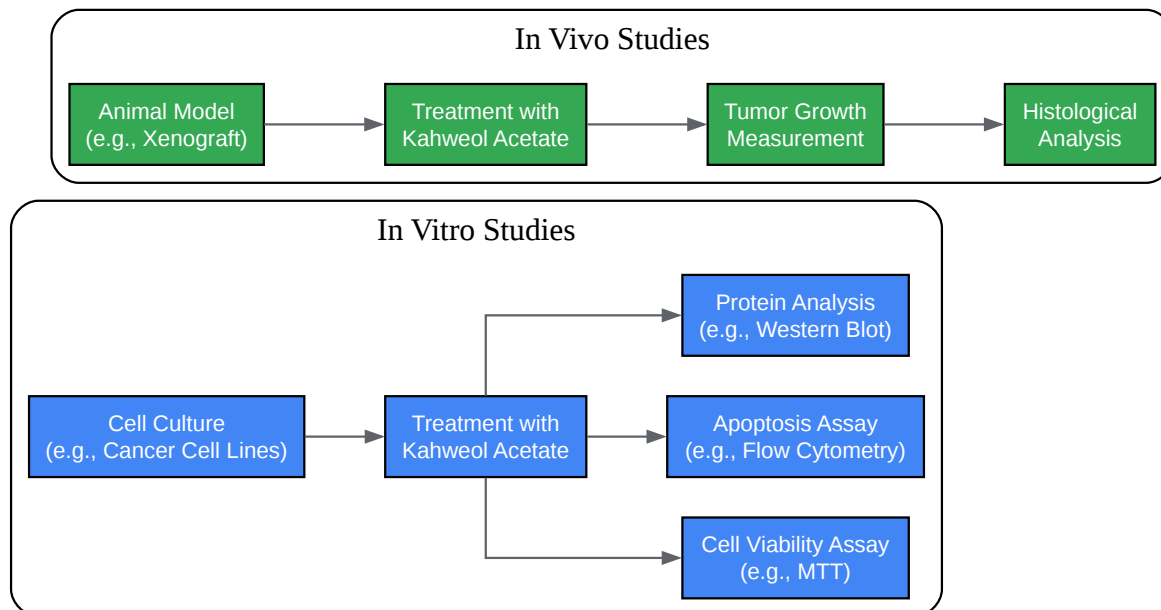 In Vivo Studies
Animal Model
(e.g., Xenograft)
Treatment with
Kahweol Acetate
Tumor Growth
Measurement
Histological
Analysis
In Vitro Studies
Cell Culture
(e.g., Cancer Cell Lines)
Treatment with
Kahweol Acetate
Protein Analysis
(e.g., Western Blot)
Apoptosis Assay
(e.g., Flow Cytometry)
Cell Viability Assay
(e.g., MTT)